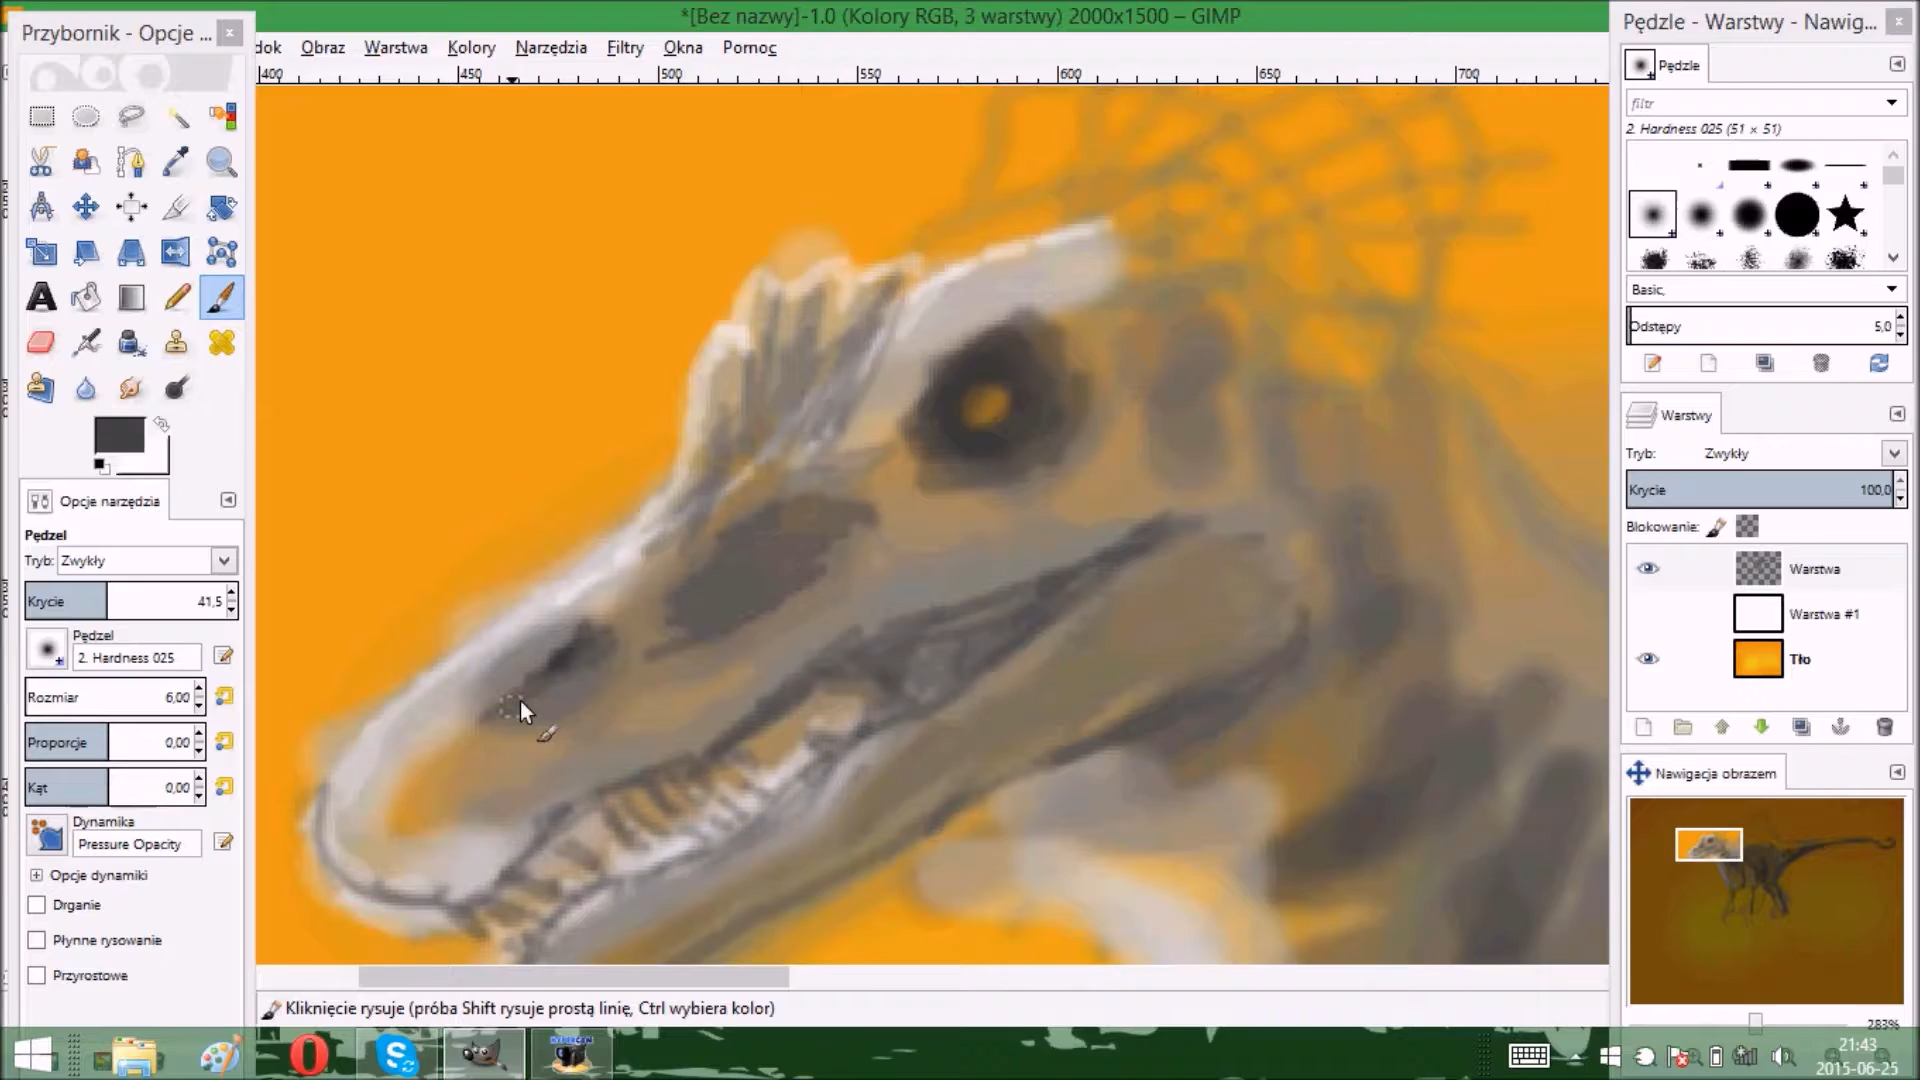 *[Bez nazwy]-1.0 (Kolory RGB, 3 warstwy) 2000x1500 – GIMP
Przybornik - Opcje ...
dok Obraz Warstwa Kolory Narzędzia Filtry Okna Pomoc
400 450 500 550 600 650 700
A
Opcje narzędzia
Pędzel
Tryb: Zwykły
Krycie 41,5
Pędzel
2. Hardness 025
Rozmiar 6,00
Proporcje 0,00
Kąt 0,00
Dynamika
Pressure Opacity
Opcje dynamiki
Drganie
Płynne rysowanie
Przyrostowe
Kliknięcie rysuje (próba Shift rysuje prostą linię, Ctrl wybiera kolor)
Pędzle - Warstwy - Nawig...
Pędzle
filtr
2. Hardness 025 (51 × 51)
Basic,
Odstępy 5,0
Warstwy
Tryb: Zwykły
Krycie 100,0
Blokowanie:
Warstwa
Warstwa #1
Tło
Nawigacja obrazem
283%
21:43
2015-06-25